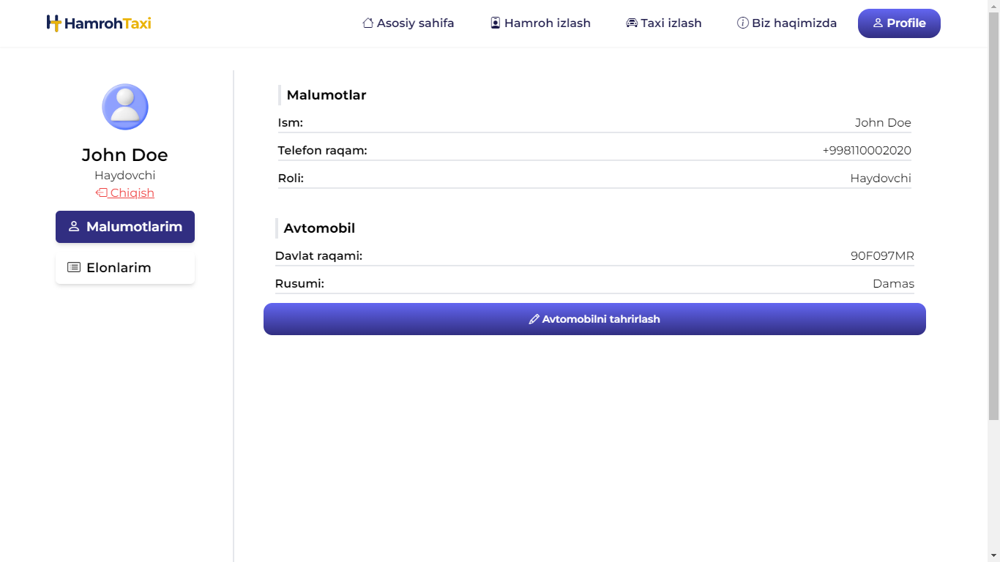 HamrohTaxi
Asosiy sahifa
Hamroh izlash
Taxi izlash
Biz haqimizda
Profile
John Doe
Haydovchi
Chiqish
Malumotlarim
Elonlarim
Malumotlar
Ism: John Doe
Telefon raqam: +998110002020
Roli: Haydovchi
Avtomobil
Davlat raqami: 90F097MR
Rusumi: Damas
Avtomobilni tahrirlash